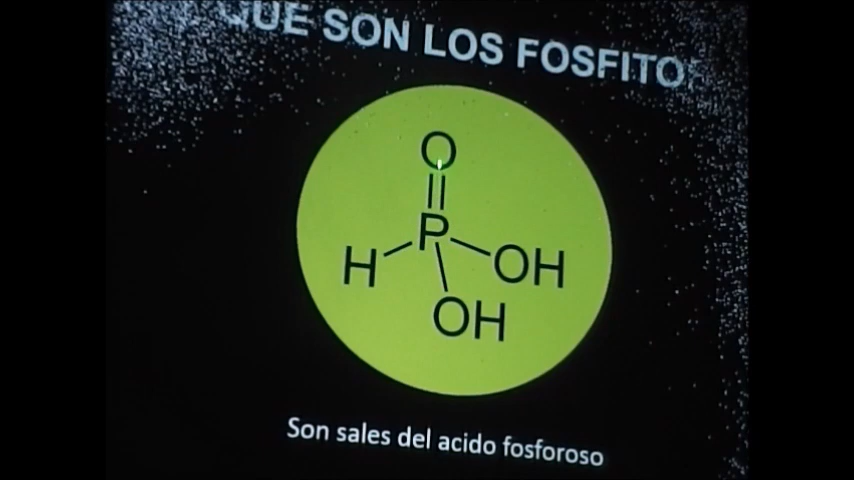 QUE SON LOS FOSFITO
O
P
H
OH
OH
Son sales del acido fosforoso